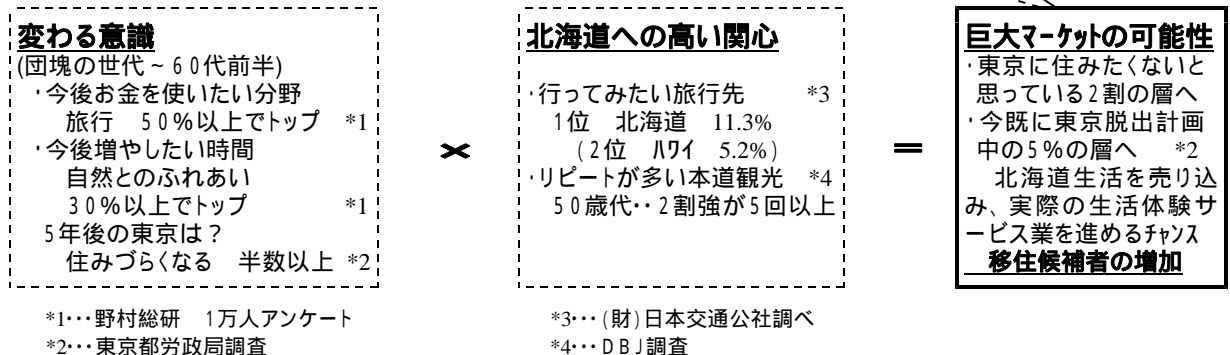 変わる意識
(団塊の世代~60代前半)
・今後お金を使いたい分野
旅行 50%以上でトップ *1
・今後増やしたい時間
自然とのふれあい
30%以上でトップ *1
5年後の東京は?
住みづらくなる 半数以上 *2
×
北海道への高い関心
・行ってみたい旅行先 *3
1位 北海道 11.3%
(2位 ハワイ 5.2%)
・リピートが多い本道観光 *4
50歳代・・2割強が5回以上
=
巨大マーケットの可能性
・東京に住みたくないと
思っている2割の層へ
・今既に東京脱出計画
中の5%の層へ *2
北海道生活を売り込
み、実際の生活体験サ
ービス業を進めるチャンス
移住候補者の増加
*1・・・野村総研 1万人アンケート
*2・・・東京都労政局調査
*3・・・(財)日本交通公社調べ
*4・・・DBJ調査